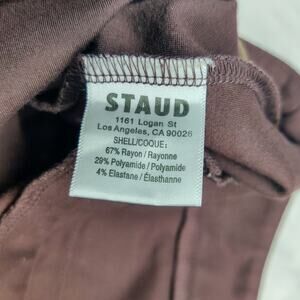 STAUD
1161 Logan St
Los Angeles, CA 90026
SHELL/COQUE:
67% Rayon / Rayonne
29% Polyamide / Polyamide
4% Elastane / Élasthanne